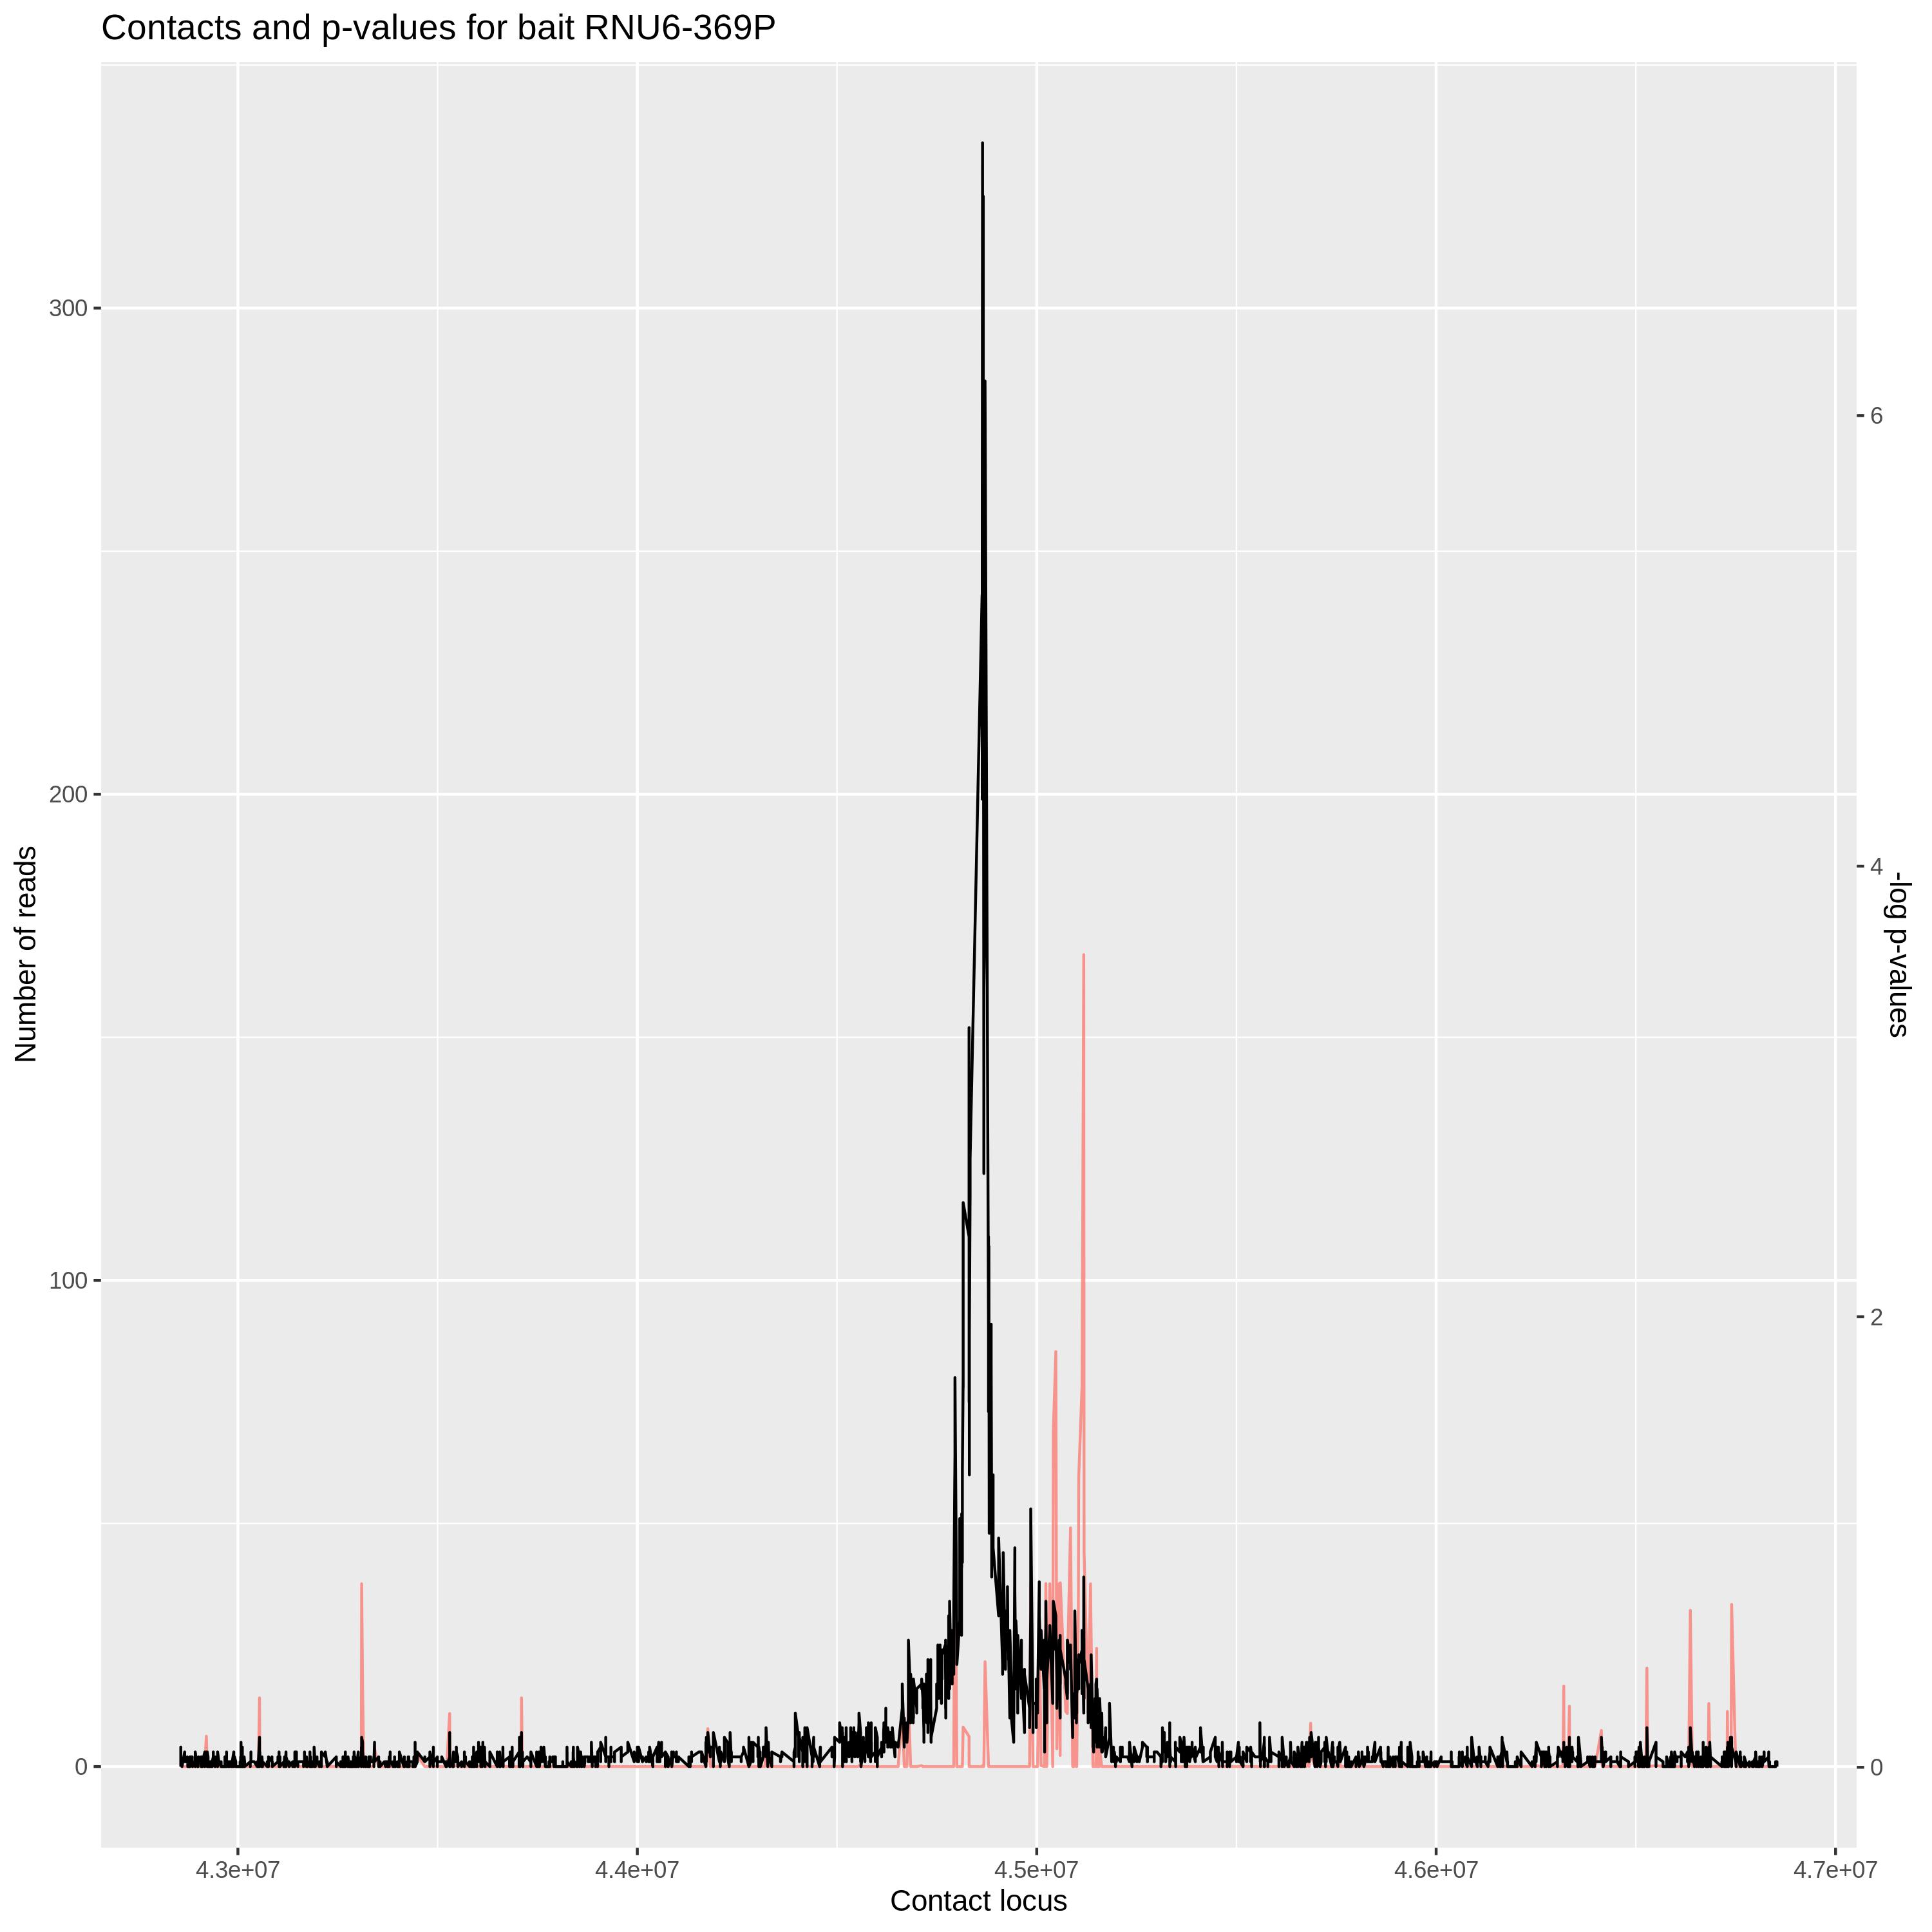 Contacts and p-values for bait RNU6-369P
300
200
100
0
Number of reads
6
4
2
0
-log p-values
4.3e+07
4.4e+07
4.5e+07
4.6e+07
4.7e+07
Contact locus